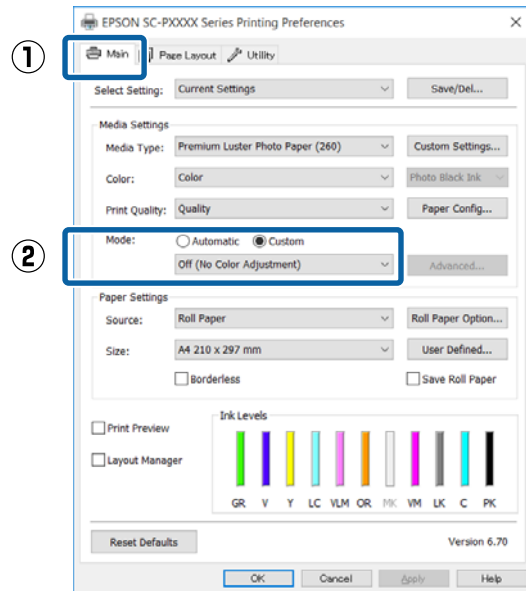 EPSON SC-PXXXX Series Printing Preferences
①
Main Page Layout Utility
Select Setting: Current Settings Save/Del...
Media Settings
Media Type: Premium Luster Photo Paper (260) Custom Settings...
Color: Color Photo Black Ink
Print Quality: Quality Paper Config...
②
Mode: Automatic Custom
Off (No Color Adjustment) Advanced...
Paper Settings
Source: Roll Paper Roll Paper Option...
Size: A4 210 x 297 mm User Defined...
Borderless Save Roll Paper
Print Preview
Ink Levels
Layout Manager
GR V Y LC VLM OR MK VM LK C PK
Reset Defaults Version 6.70
OK Cancel Apply Help